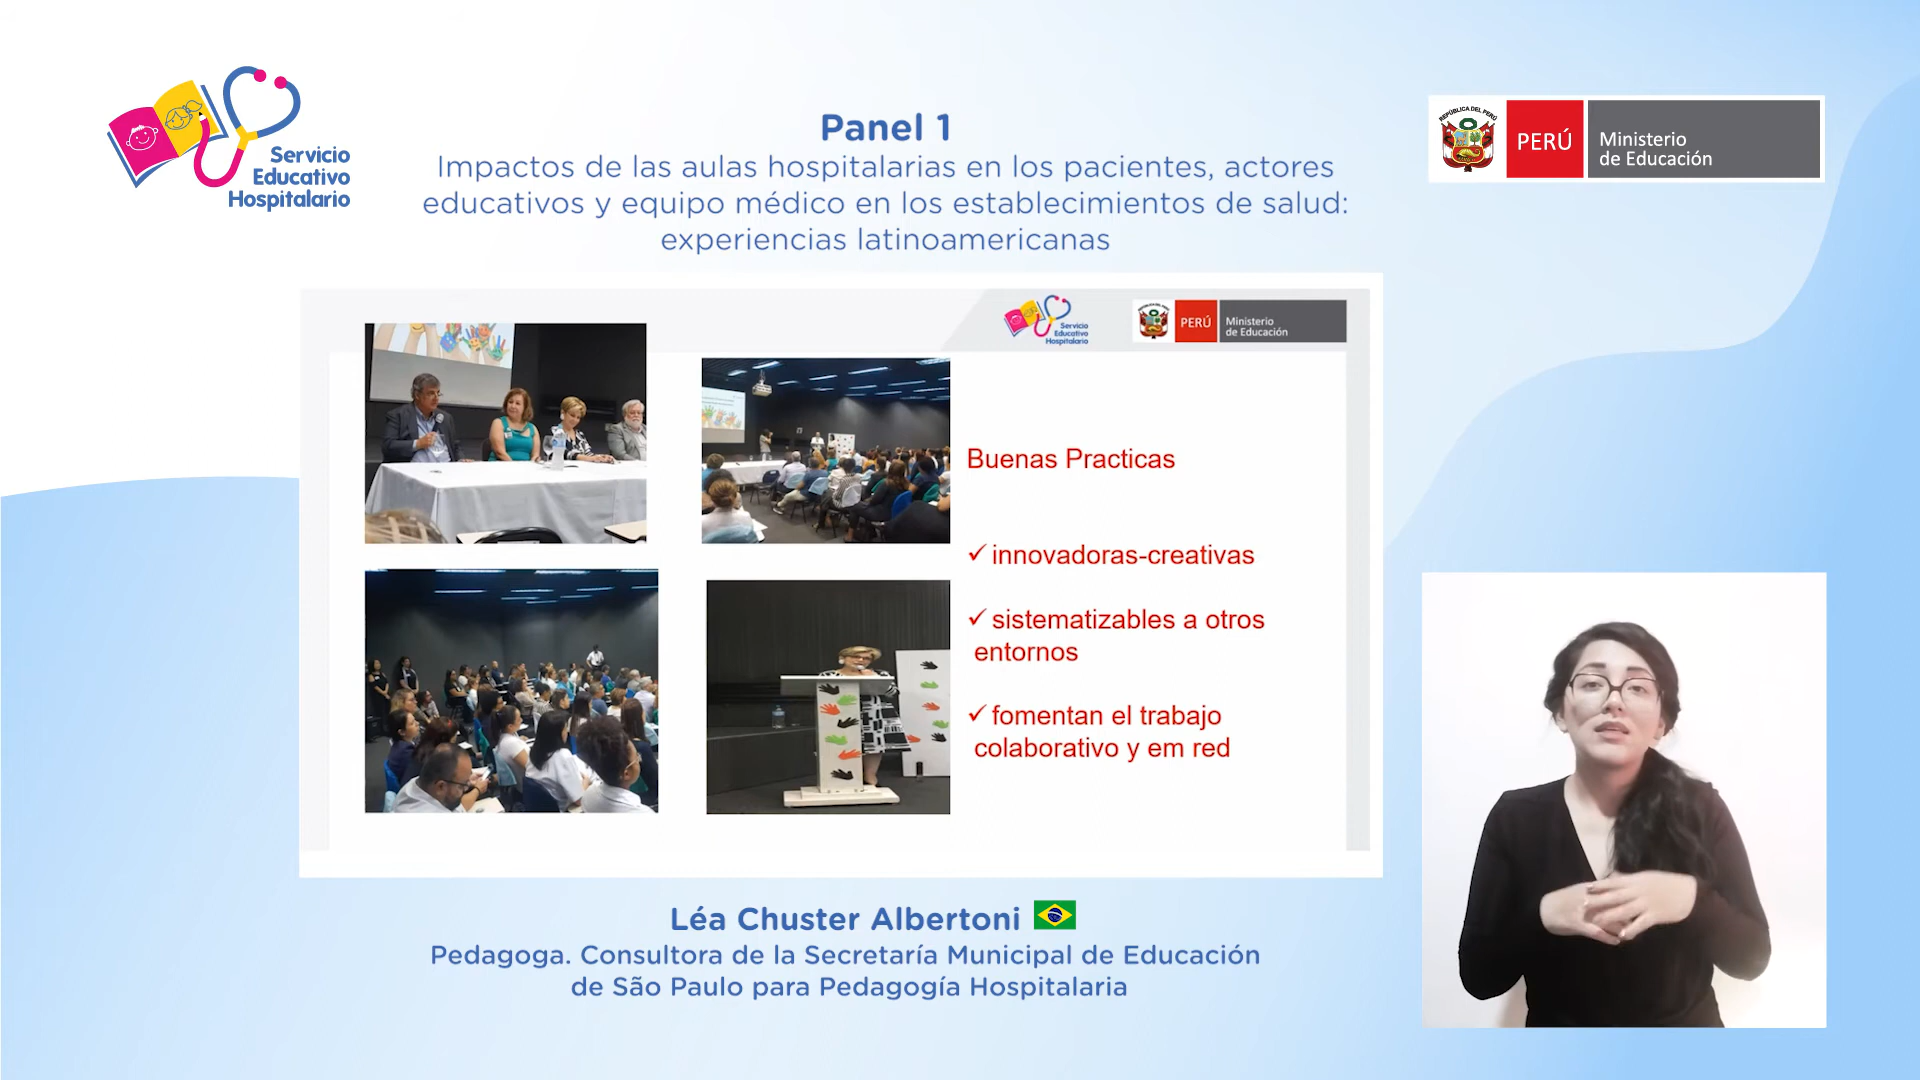 Servicio
Educativo
Hospitalario
Panel 1
Impactos de las aulas hospitalarias en los pacientes, actores
educativos y equipo médico en los establecimientos de salud:
experiencias latinoamericanas
REPÚBLICA DEL PERÚ
PERÚ
Ministerio
de Educación
Servicio
Educativo
Hospitalario
PERÚ
Ministerio
de Educación
Buenas Practicas
✓ innovadoras-creativas
✓ sistematizables a otros
entornos
✓ fomentan el trabajo
colaborativo y em red
Léa Chuster Albertoni
Pedagoga. Consultora de la Secretaría Municipal de Educación
de São Paulo para Pedagogía Hospitalaria